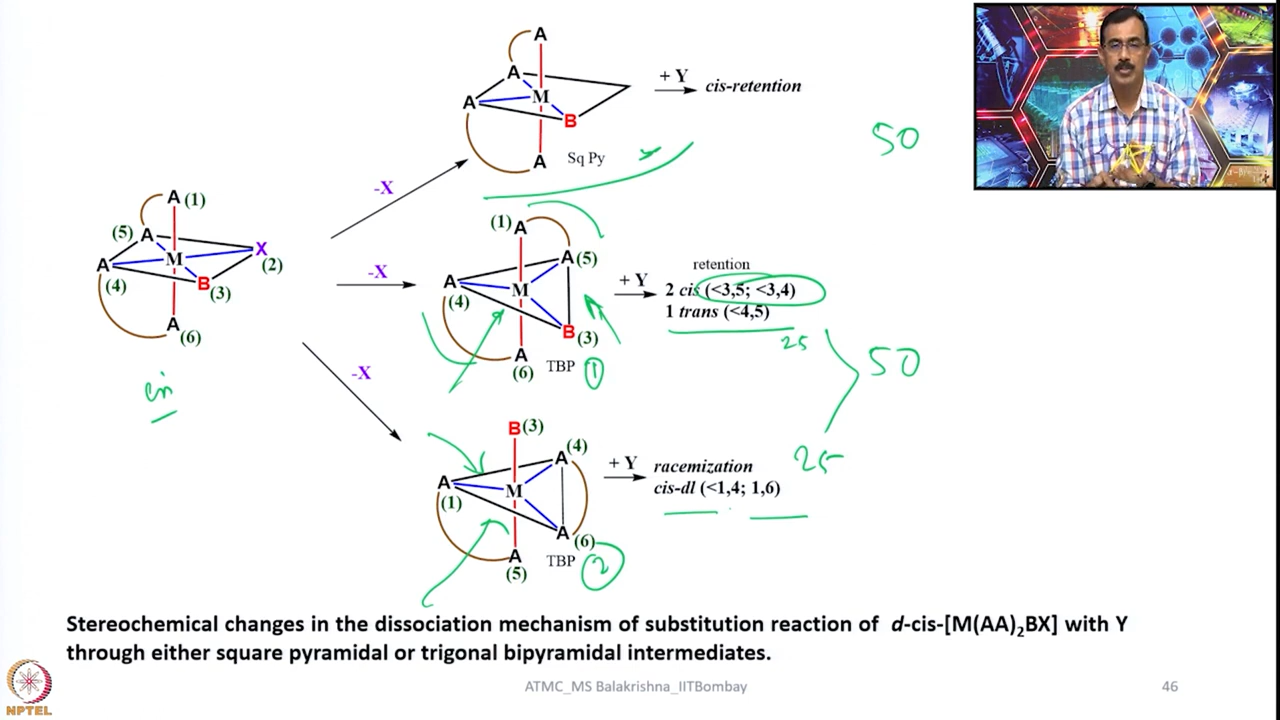 A
A
M
A
B
A
Sq Py
+ Y
cis-retention
50
-X
A (1)
(5) A
M
X
(2)
A
(4)
B
(3)
A
(6)
cis
-X
(1) A
A (5)
A
(4)
M
B
(3)
A
(6)
TBP
1
+ Y
retention
2 cis (<3,5; <3,4)
1 trans (<4,5)
25
50
-X
B (3)
(4)
A
A
(1)
M
A
(6)
A
(5)
TBP
2
+ Y
racemization
cis-dl (<1,4; 1,6)
25
Stereochemical changes in the dissociation mechanism of substitution reaction of d-cis-[M(AA)2BX] with Y
through either square pyramidal or trigonal bipyramidal intermediates.
NPTEL
ATMC_MS Balakrishna_IITBombay
46